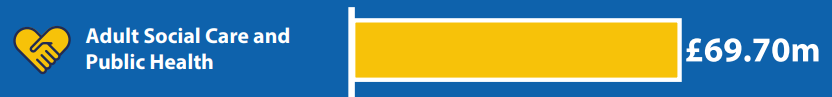 Adult Social Care and
Public Health
£69.70m